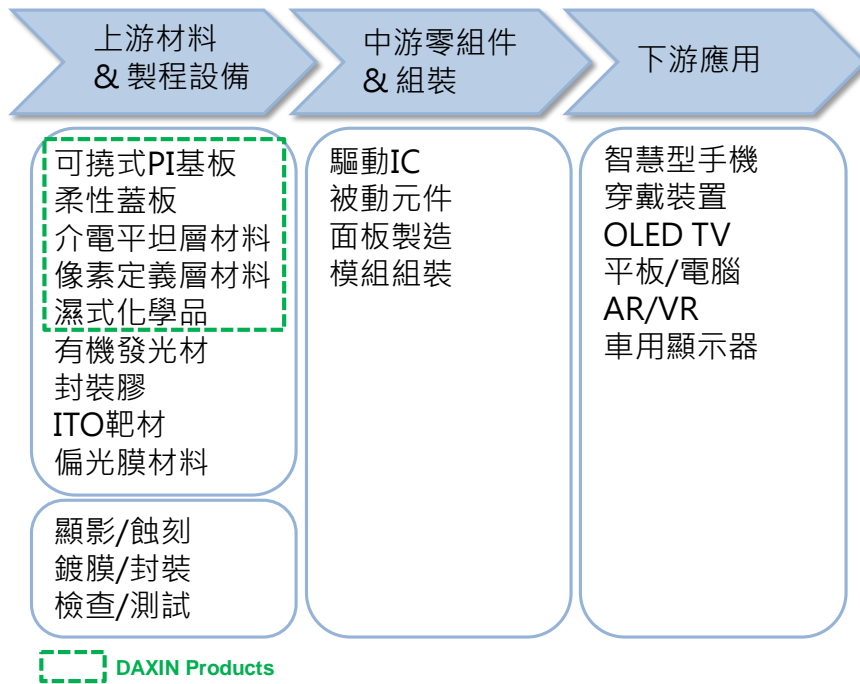 上游材料
& 製程設備
中游零組件
& 組裝
下游應用
可撓式PI基板
柔性蓋板
介電平坦層材料
像素定義層材料
濕式化學品
有機發光材
封裝膠
ITO靶材
偏光膜材料
顯影/蝕刻
鍍膜/封裝
檢查/測試
驅動IC
被動元件
面板製造
模組組裝
智慧型手機
穿戴裝置
OLED TV
平板/電腦
AR/VR
車用顯示器
DAXIN Products